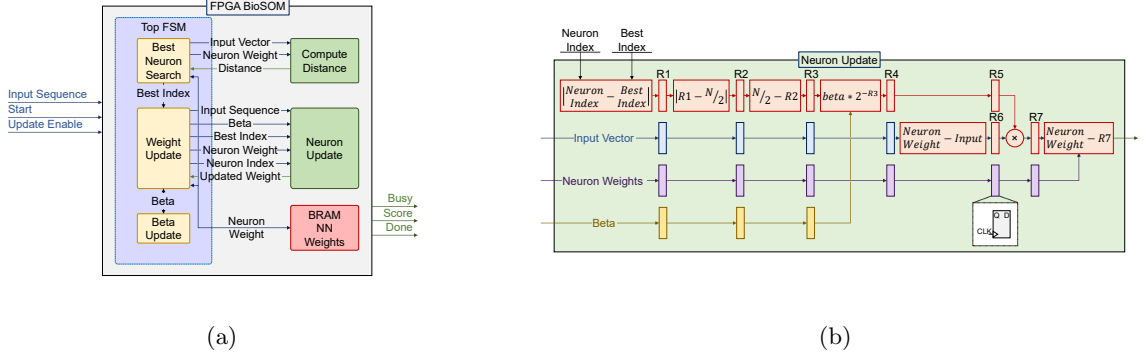 FPGA BioSOM
Top FSM
Best
Neuron
Search
Input Vector
Neuron Weight
Distance
Compute
Distance
Best Index
Input Sequence
Start
Update Enable
Weight
Update
Input Sequence
Beta
Best Index
Neuron Weight
Neuron Index
Updated Weight
Neuron
Update
Beta
Beta
Update
Neuron
Weight
BRAM
NN
Weights
Busy
Score
Done
(a)
Neuron
Index
Best
Index
Neuron Update
|Neuron Index − Best Index|
R1
|R1 − N/2|
R2
N/2 − R2
R3
beta * 2^{-R3}
R4
R5
Input Vector
Neuron Weight − Input
R6
×
R7
Neuron Weight − R7
Neuron Weights
Beta
Q D
CLK
(b)